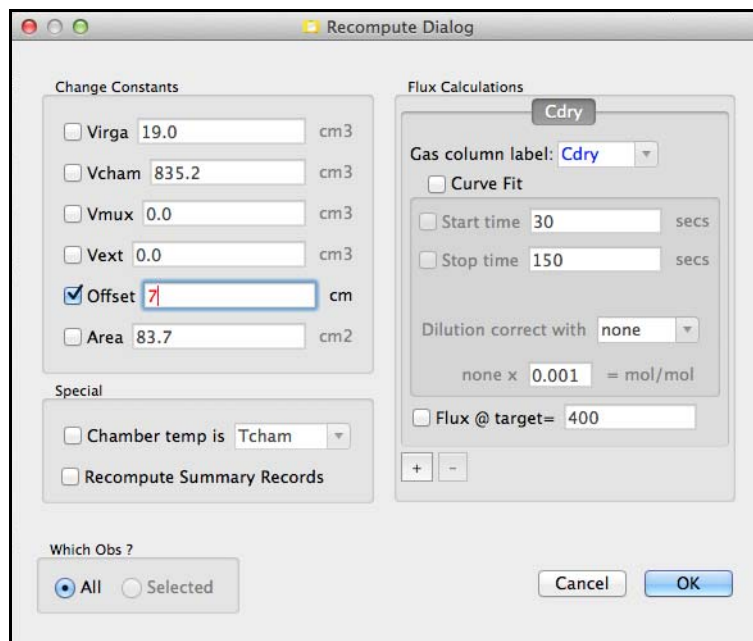 Recompute Dialog
Change Constants
Virga 19.0 cm3
Vcham 835.2 cm3
Vmux 0.0 cm3
Vext 0.0 cm3
Offset 7 cm
Area 83.7 cm2
Special
Chamber temp is Tcham
Recompute Summary Records
Which Obs ?
All Selected
Flux Calculations
Cdry
Gas column label: Cdry
Curve Fit
Start time 30 secs
Stop time 150 secs
Dilution correct with none
none x 0.001 = mol/mol
Flux @ target= 400
+ -
Cancel OK